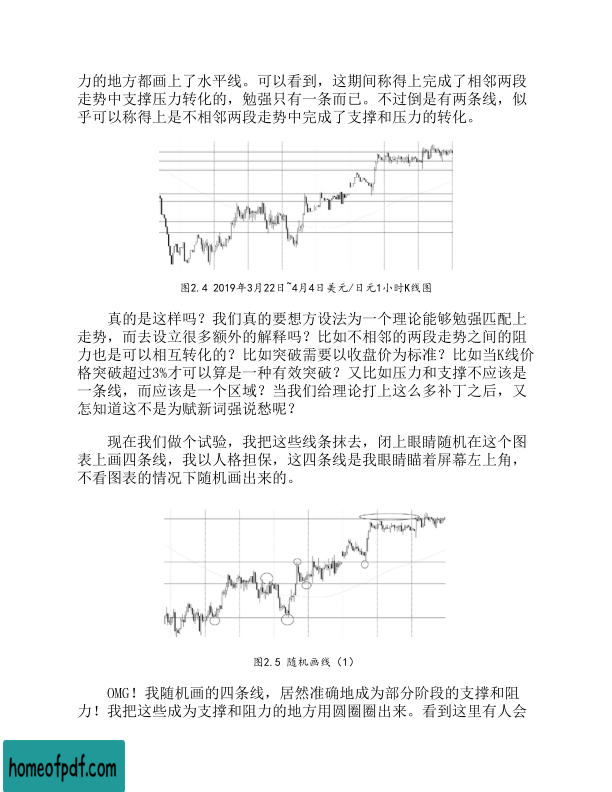 力的地方都画上了水平线。可以看到，这期间称得上完成了相邻两段
走势中支撑压力转化的，勉强只有一条而已。不过倒是有两条线，似
乎可以称得上是不相邻两段走势中完成了支撑和压力的转化。
图2.4 2019年3月22日~4月4日美元/日元1小时K线图
真的是这样吗？我们真的要想方设法为一个理论能够勉强匹配上
走势，而去设立很多额外的解释吗？比如不相邻的两段走势之间的阻
力也是可以相互转化的？比如突破需要以收盘价为标准？比如当K线价
格突破超过3%才可以算是一种有效突破？又比如压力和支撑不应该是
一条线，而应该是一个区域？当我们给理论打上这么多补丁之后，又
怎知道这不是为赋新词强说愁呢？
现在我们做个试验，我把这些线条抹去，闭上眼睛随机在这个图
表上画四条线，我以人格担保，这四条线是我眼睛瞄着屏幕左上角，
不看图表的情况下随机画出来的。
图2.5 随机画线（1）
OMG！我随机画的四条线，居然准确地成为部分阶段的支撑和阻
力！我把这些成为支撑和阻力的地方用圆圈圈出来。看到这里有人会
homeofpdf.com